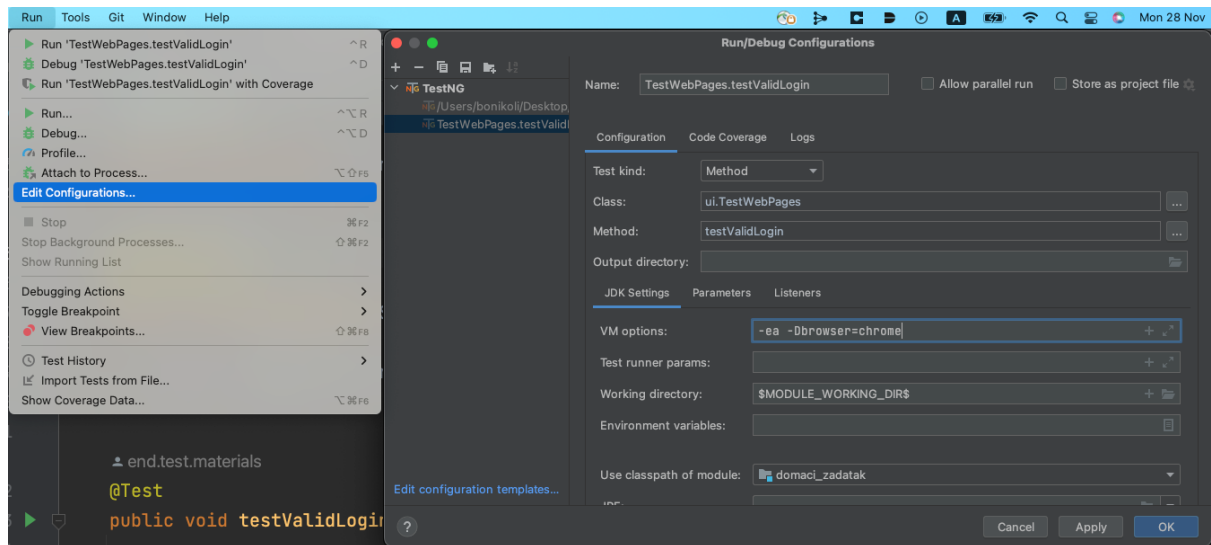 Run Tools Git Window Help
Mon 28 Nov
Run 'TestWebPages.testValidLogin' ^R
Debug 'TestWebPages.testValidLogin' ^D
Run 'TestWebPages.testValidLogin' with Coverage
Run... ^⌥R
Debug... ^⌥D
Profile...
Attach to Process... ⌥⇧F5
Edit Configurations...
Stop ⌘F2
Stop Background Processes... ⇧⌘F2
Show Running List
Debugging Actions
Toggle Breakpoint
View Breakpoints... ⇧⌘F8
Test History
Import Tests from File...
Show Coverage Data... ⌥⌘F6
end.test.materials
@Test
public void testValidLogin
Run/Debug Configurations
TestNG
/Users/bonikoli/Desktop
TestWebPages.testValidl
Edit configuration templates...
Name: TestWebPages.testValidLogin Allow parallel run Store as project file
Configuration Code Coverage Logs
Test kind: Method
Class: ui.TestWebPages ...
Method: testValidLogin ...
Output directory:
JDK Settings Parameters Listeners
VM options: -ea -Dbrowser=chrome
Test runner params:
Working directory: $MODULE_WORKING_DIR$
Environment variables:
Use classpath of module: domaci_zadatak
? Cancel Apply OK